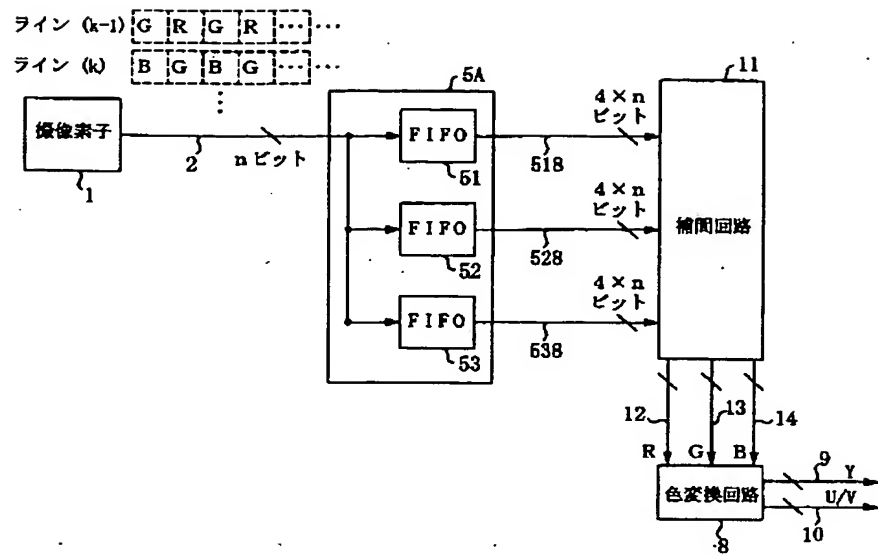 ライン (k-1) G R G R
ライン (k) B G B G
撮像素子
1
2
nビット
5A
FIFO
51
FIFO
52
FIFO
53
4×n
ビット
518
4×n
ビット
528
4×n
ビット
538
11
補間回路
12
13
14
R G B
色変換回路
8
9
Y
U/V
10